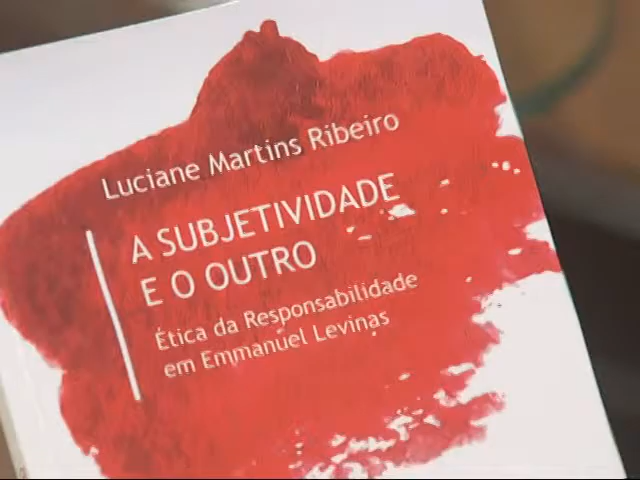 Luciane Martins Ribeiro
A SUBJETIVIDADE
E O OUTRO
Ética da Responsabilidade
em Emmanuel Levinas